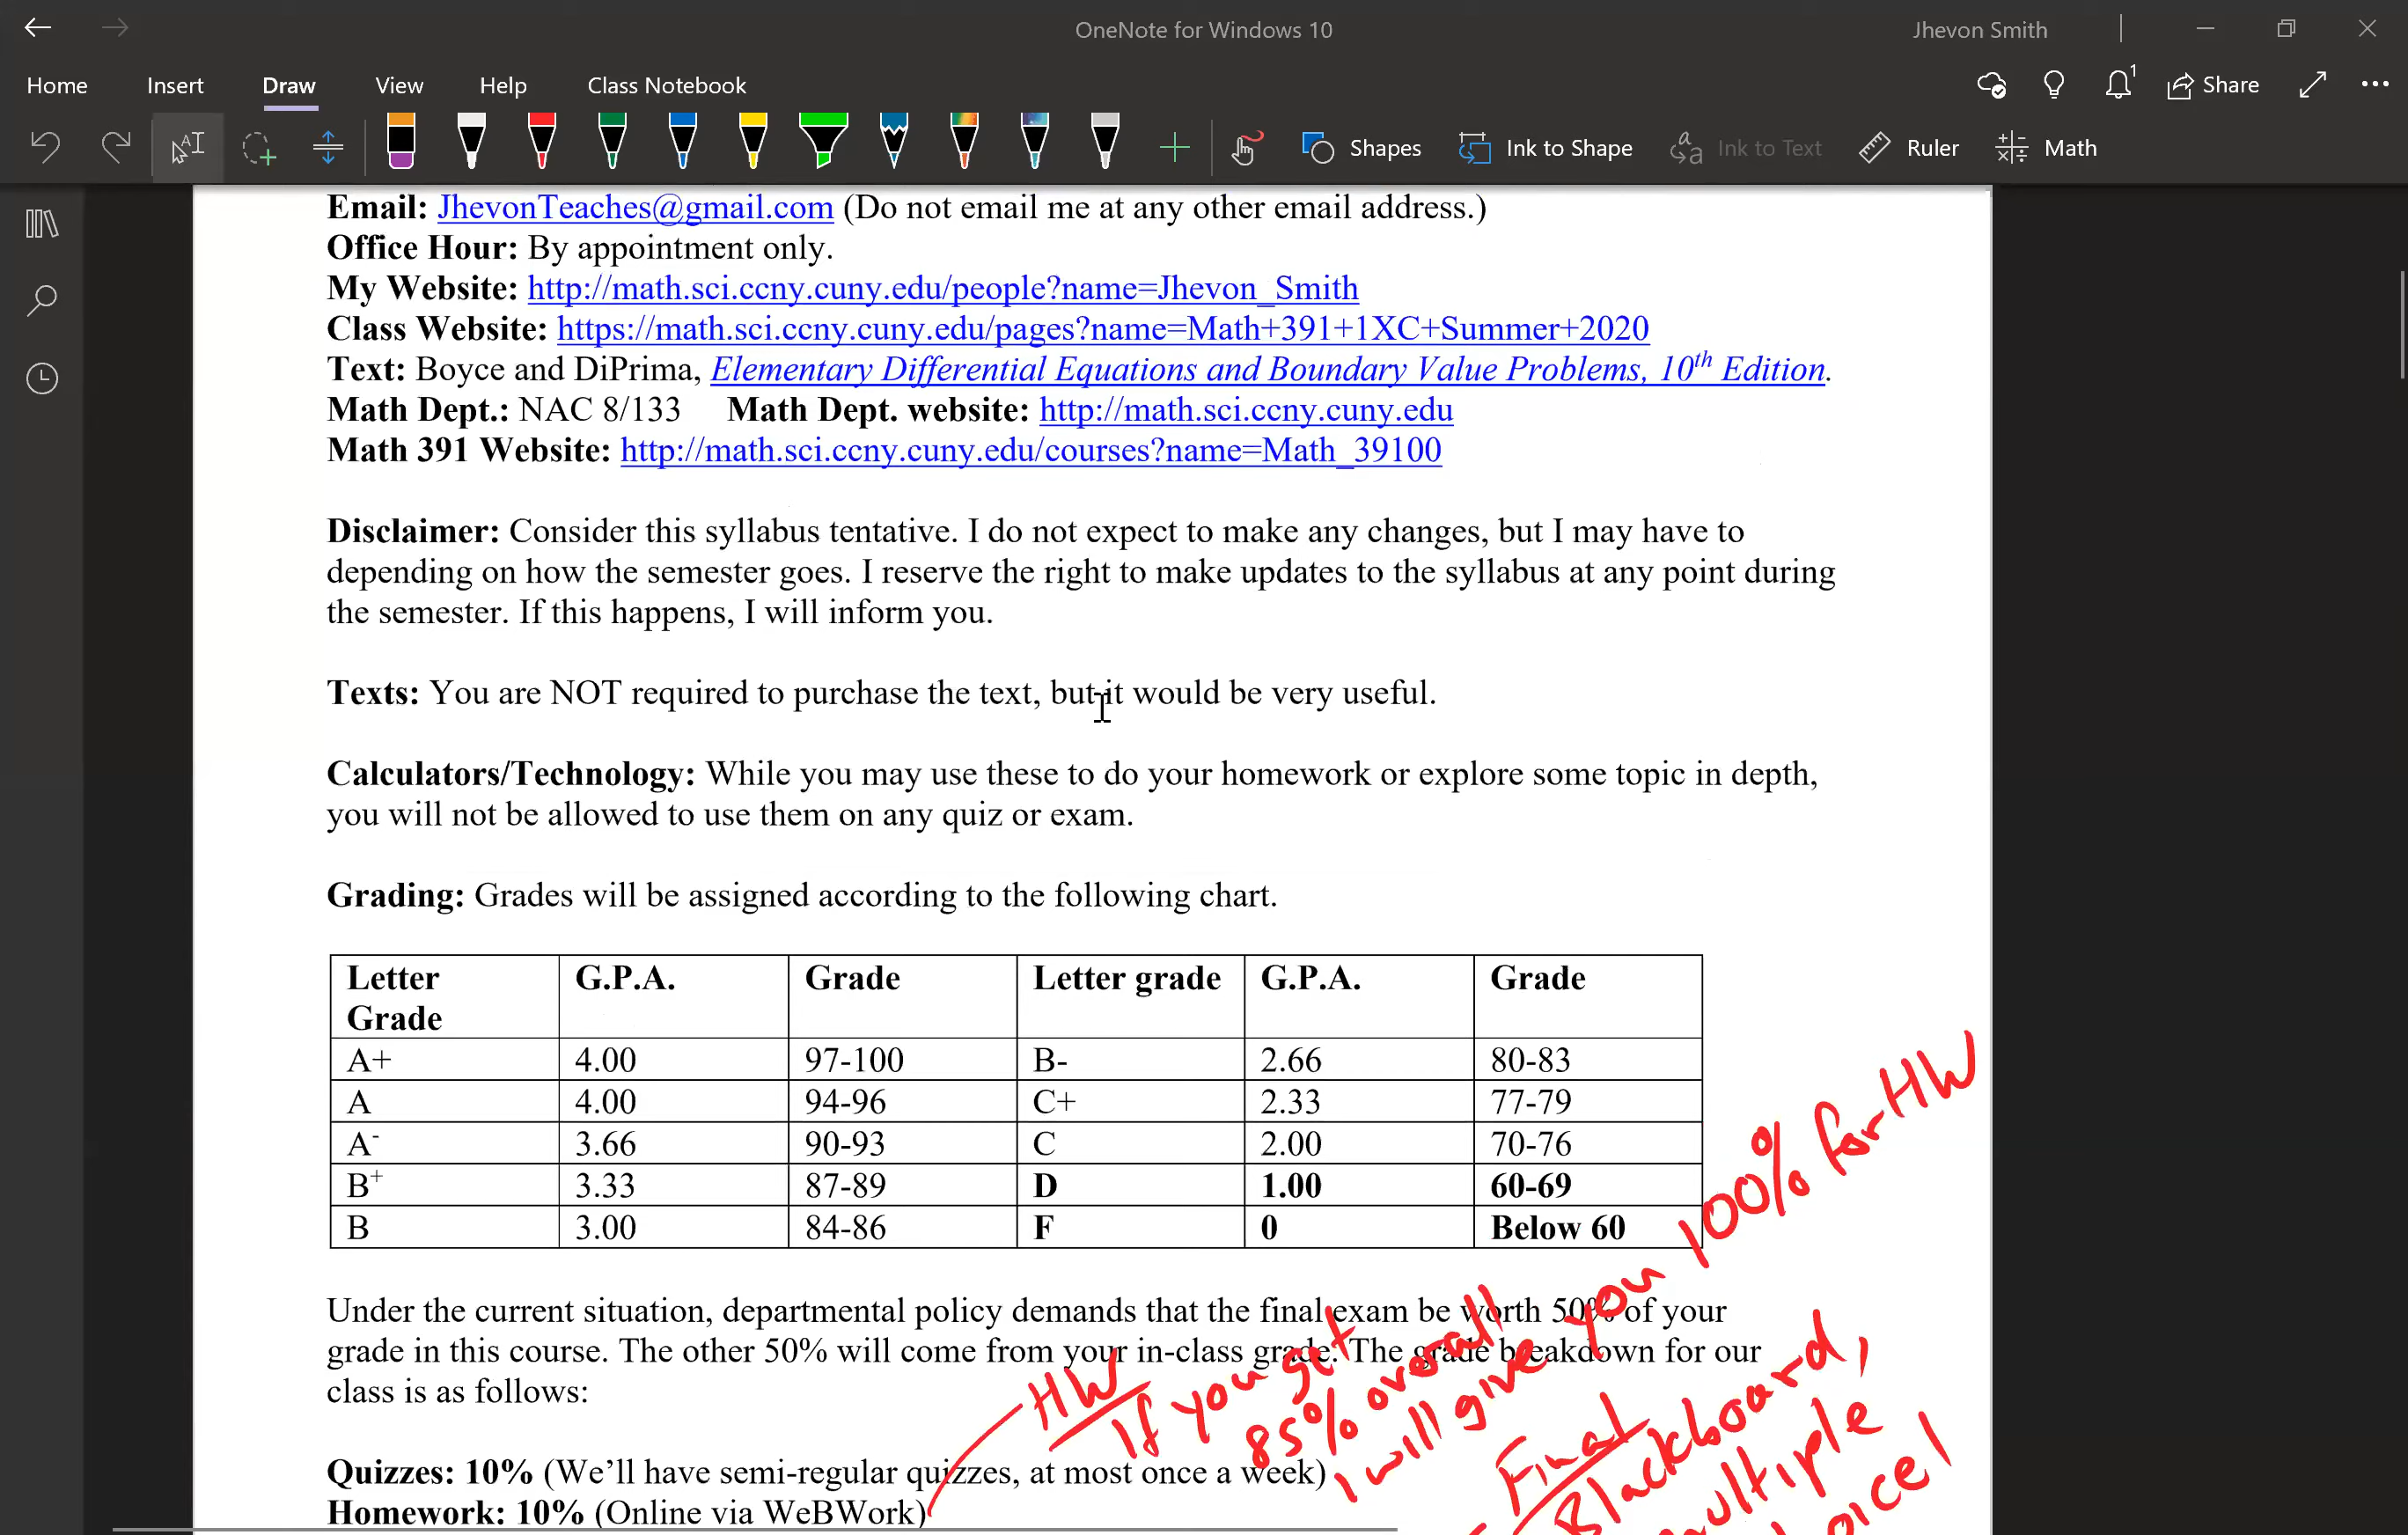 OneNote for Windows 10
Jhevon Smith
Home Insert Draw View Help Class Notebook
1
Share
Shapes Ink to Shape Ink to Text Ruler Math
Email: JhevonTeaches@gmail.com (Do not email me at any other email address.)
Office Hour: By appointment only.
My Website: http://math.sci.ccny.cuny.edu/people?name=Jhevon_Smith
Class Website: https://math.sci.ccny.cuny.edu/pages?name=Math+391+1XC+Summer+2020
Text: Boyce and DiPrima, Elementary Differential Equations and Boundary Value Problems, 10th Edition.
Math Dept.: NAC 8/133 Math Dept. website: http://math.sci.ccny.cuny.edu
Math 391 Website: http://math.sci.ccny.cuny.edu/courses?name=Math_39100
Disclaimer: Consider this syllabus tentative. I do not expect to make any changes, but I may have to
depending on how the semester goes. I reserve the right to make updates to the syllabus at any point during
the semester. If this happens, I will inform you.
Texts: You are NOT required to purchase the text, but it would be very useful.
Calculators/Technology: While you may use these to do your homework or explore some topic in depth,
you will not be allowed to use them on any quiz or exam.
Grading: Grades will be assigned according to the following chart.
Letter Grade G.P.A. Grade Letter grade G.P.A. Grade
A+ 4.00 97-100 B- 2.66 80-83
A 4.00 94-96 C+ 2.33 77-79
A- 3.66 90-93 C 2.00 70-76
B+ 3.33 87-89 D 1.00 60-69
B 3.00 84-86 F 0 Below 60
Under the current situation, departmental policy demands that the final exam be worth 50% of your
grade in this course. The other 50% will come from your in-class grade. The grade breakdown for our
class is as follows:
Quizzes: 10% (We'll have semi-regular quizzes, at most once a week)
Homework: 10% (Online via WeBWork)
HW
If you get
85% overall
I will give you 100% for HW
Final
Blackboard,